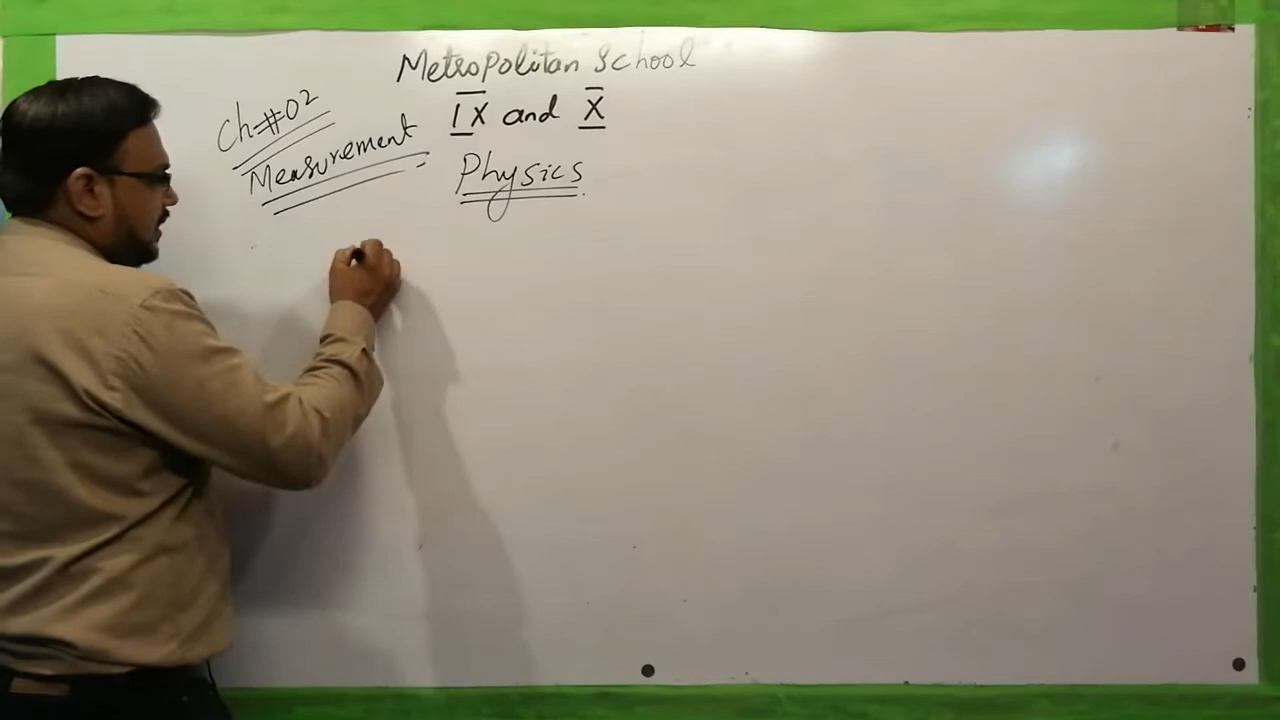 Metropolitan School
IX and X
Physics
Ch#02
Measurement